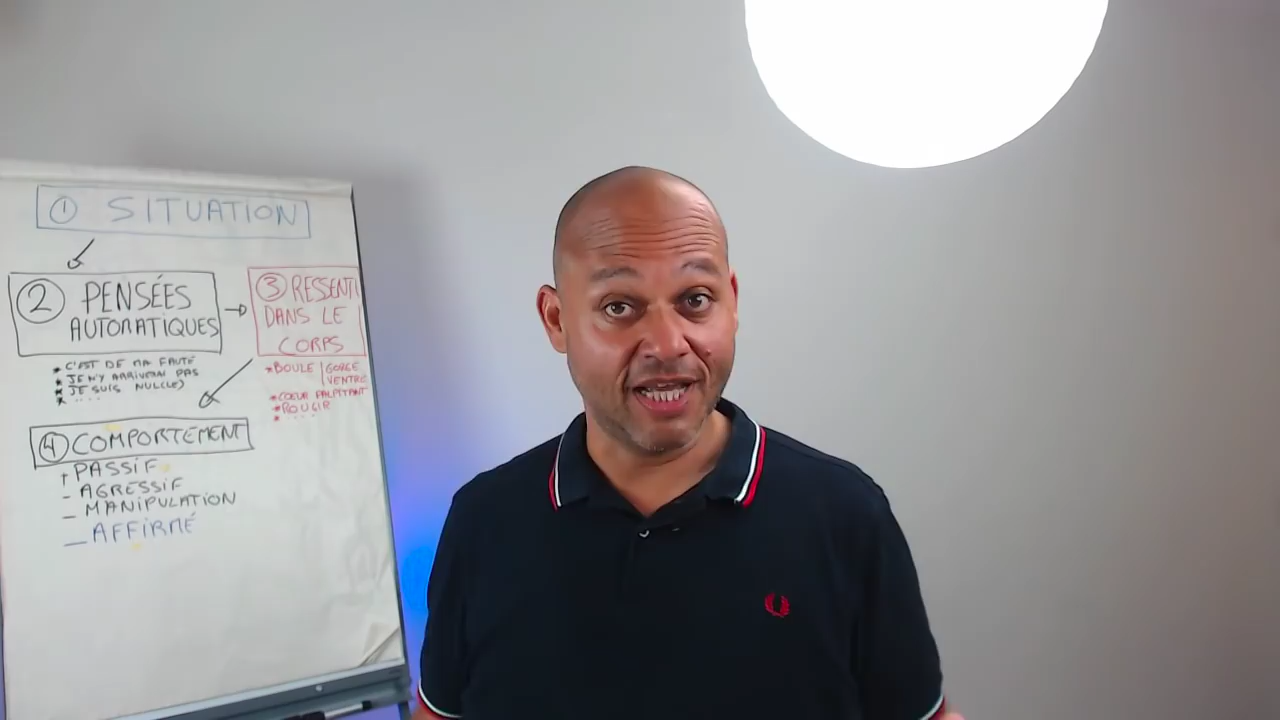 ① SITUATION
② PENSÉES
AUTOMATIQUES
* C'EST DE MA FAUTE
* JE N'Y ARRIVERAI PAS
* JE SUIS NUL(LE)
* ....
③ RESSENTI
DANS LE
CORPS
* BOULE | GORGE
VENTRE
* COEUR PALPITANT
* ROUGIR
* ....
④ COMPORTEMENT
+ PASSIF
- AGRESSIF
- MANIPULATION
_ AFFIRMÉ